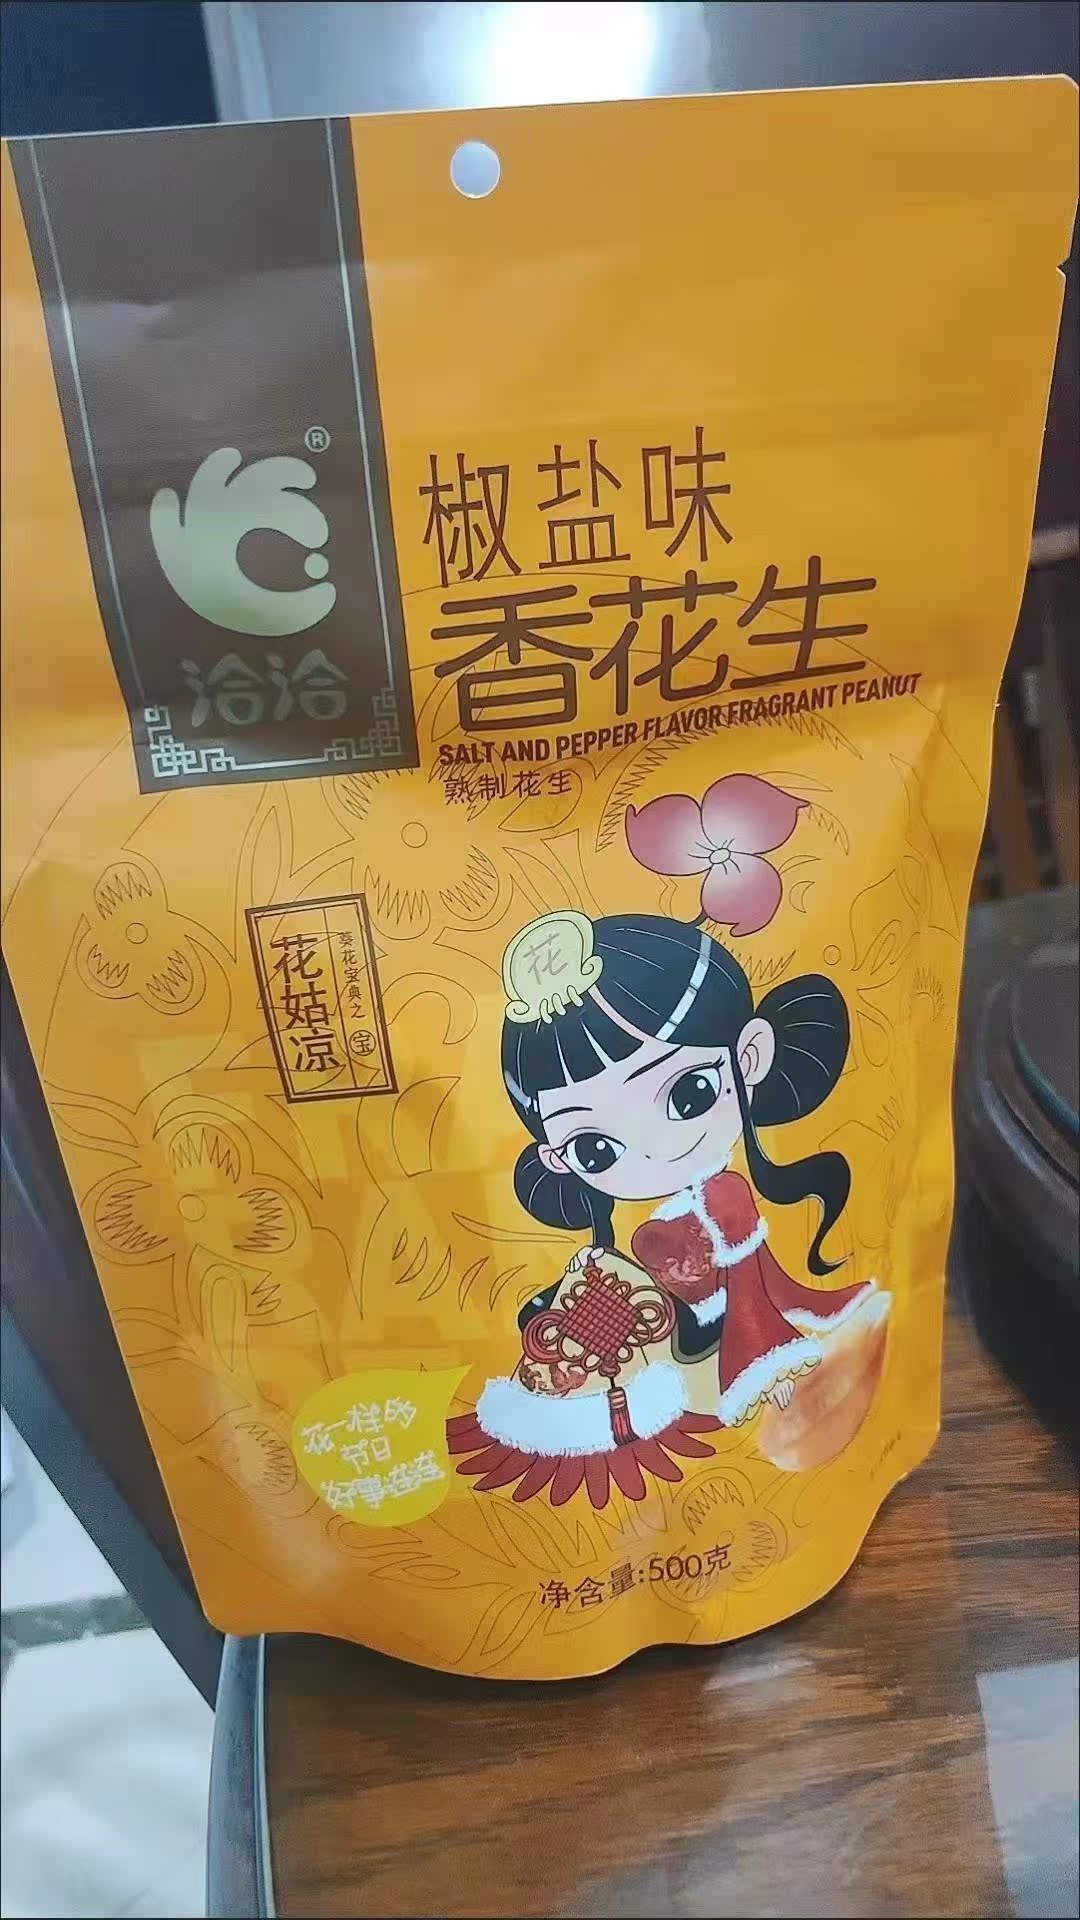 ®
洽洽
椒盐味
香花生
SALT AND PEPPER FLAVOR FRAGRANT PEANUT
熟制花生
葵花宝典之宝
花姑凉
花
花一样的
节日
好事连连
净含量:500克